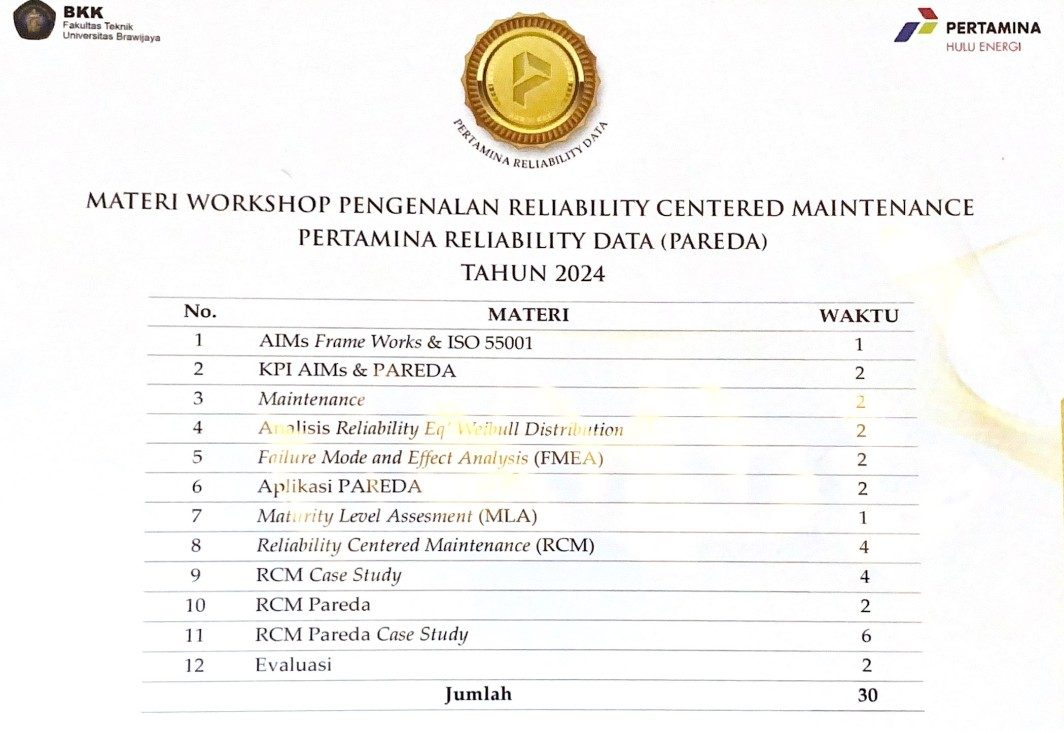 BKK
Fakultas Teknik
Universitas Brawijaya
PERTAMINA
HULU ENERGI
PERTAMINA RELIABILITY DATA
MATERI WORKSHOP PENGENALAN RELIABILITY CENTERED MAINTENANCE
PERTAMINA RELIABILITY DATA (PAREDA)
TAHUN 2024
No. MATERI WAKTU
1 AIMs Frame Works & ISO 55001 1
2 KPI AIMs & PAREDA 2
3 Maintenance 2
4 Analisis Reliability Eq' Weibull Distribution 2
5 Failure Mode and Effect Analysis (FMEA) 2
6 Aplikasi PAREDA 2
7 Maturity Level Assesment (MLA) 1
8 Reliability Centered Maintenance (RCM) 4
9 RCM Case Study 4
10 RCM Pareda 2
11 RCM Pareda Case Study 6
12 Evaluasi 2
Jumlah 30